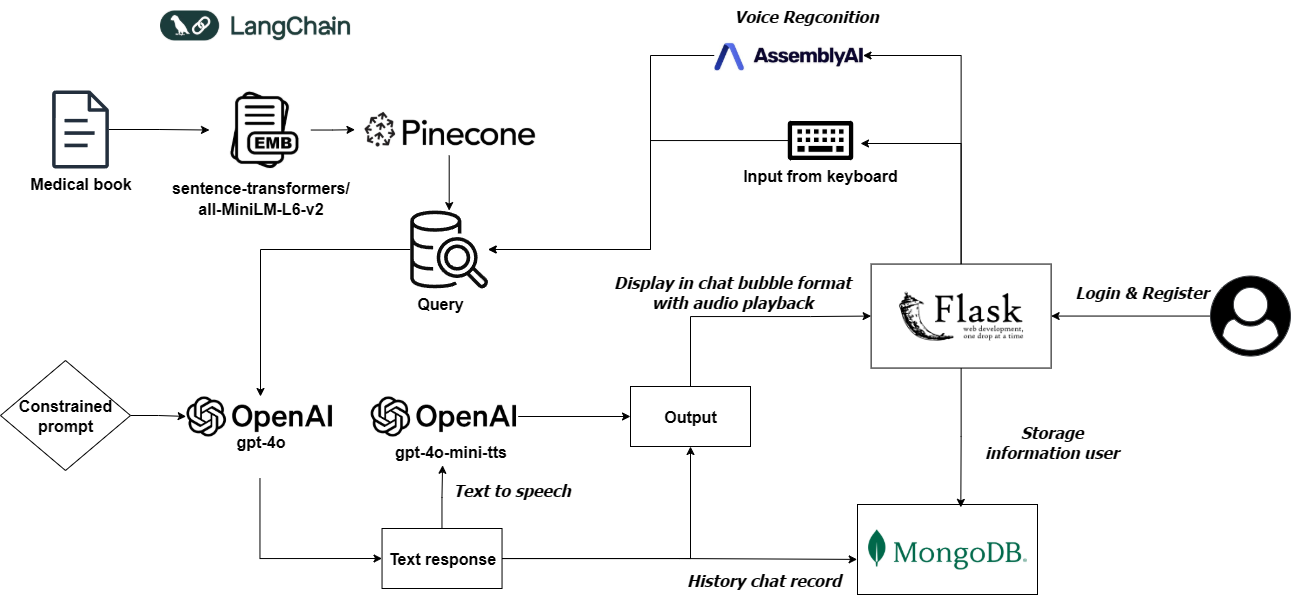 LangChain
Voice Regconition
AssemblyAI
Medical book
EMB
sentence-transformers/
all-MiniLM-L6-v2
Pinecone
Input from keyboard
Query
Display in chat bubble format
with audio playback
Flask
web development,
one drop at a time
Login & Register
Constrained
prompt
OpenAI
gpt-4o
OpenAI
gpt-4o-mini-tts
Output
Storage
information user
Text to speech
Text response
History chat record
MongoDB.